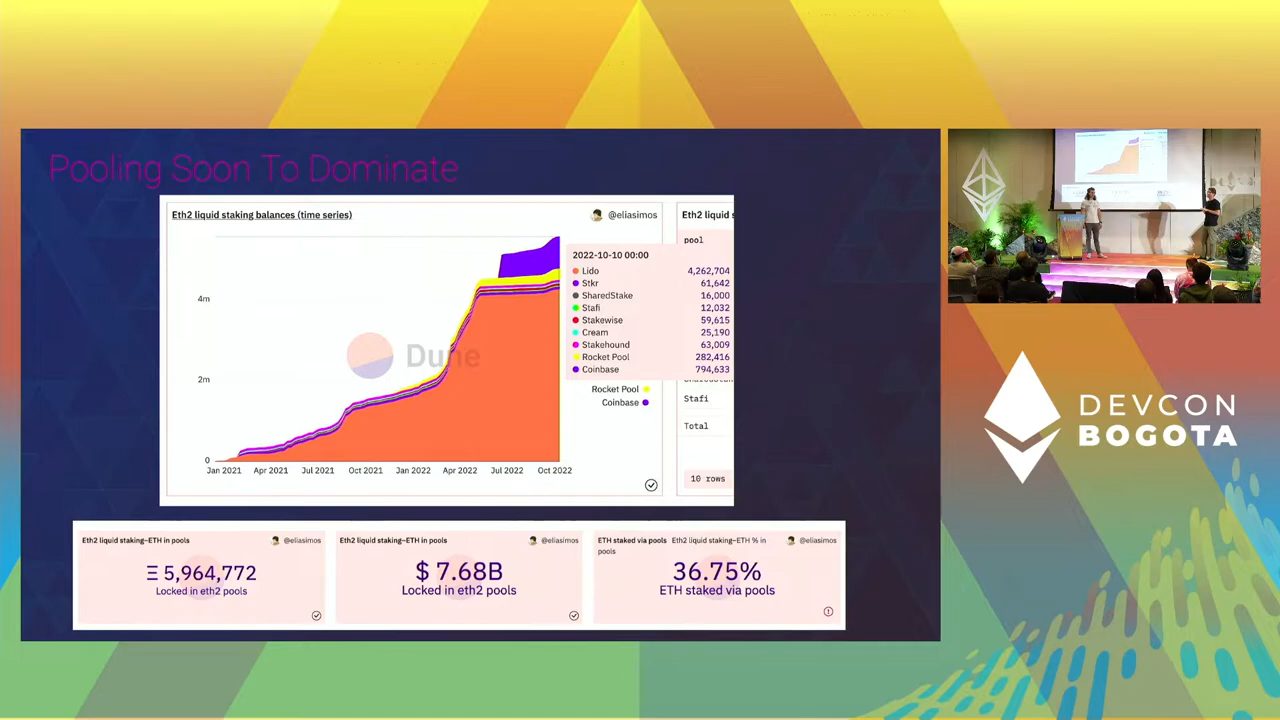 Pooling Soon To Dominate
Eth2 liquid staking balances (time series)
@eliasimos
Eth2 liquid s
pool
4m
2m
0
Dune
Jan 2021 Apr 2021 Jul 2021 Oct 2021 Jan 2022 Apr 2022 Jul 2022 Oct 2022
2022-10-10 00:00
Lido 4,262,704
Stkr 61,642
SharedStake 16,000
Stafi 12,032
Stakewise 59,615
Cream 25,190
Stakehound 63,009
Rocket Pool 282,416
Coinbase 794,633
Rocket Pool
Coinbase
Stafi
Total
10 rows
Eth2 liquid staking–ETH in pools @eliasimos
Ξ 5,964,772
Locked in eth2 pools
Eth2 liquid staking–ETH in pools @eliasimos
$ 7.68B
Locked in eth2 pools
ETH staked via pools Eth2 liquid staking–ETH % in pools @eliasimos
36.75%
ETH staked via pools
DEVCON
BOGOTA